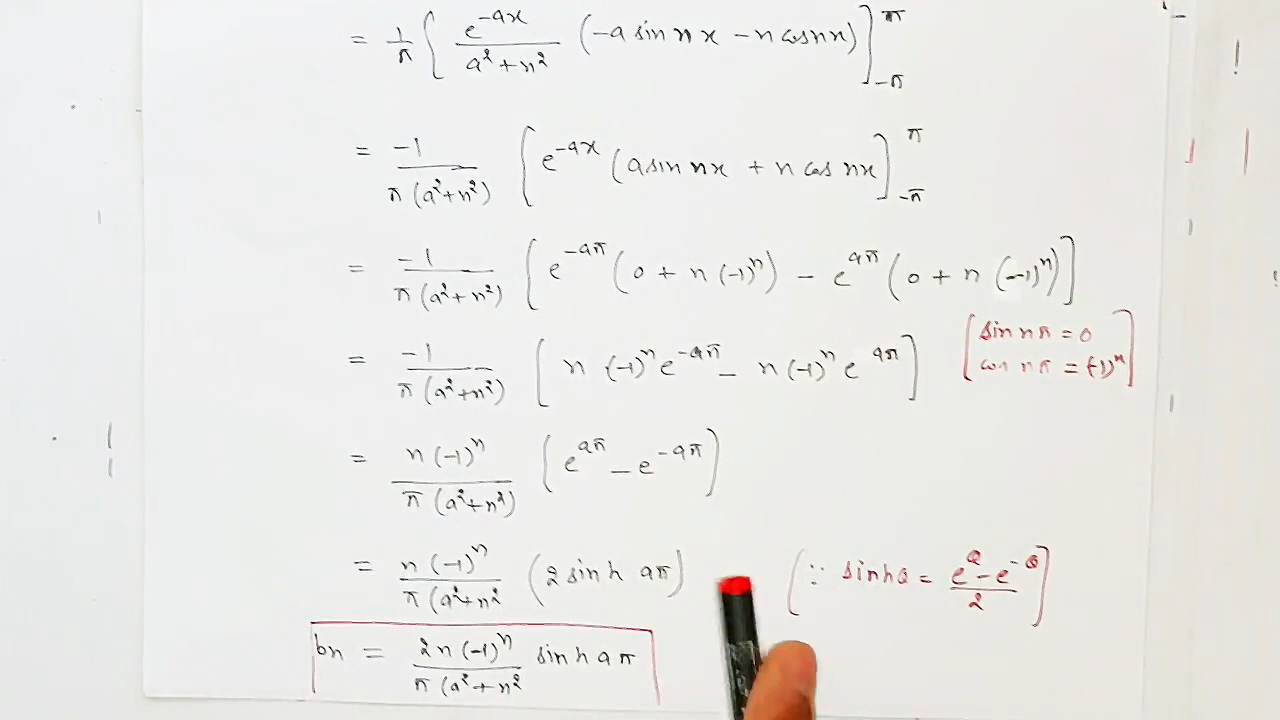 = 1/π { e^-ax / a²+n² (-a sin nx - n cos nx) ]^π _-π
= -1 / π(a²+n²) [ e^-ax (a sin nx + n cos nx ]^π _-π
= -1 / π(a²+n²) [ e^-aπ (0 + n (-1)^n) - e^aπ (0 + n (-1)^n) ]
= -1 / π(a²+n²) [ n (-1)^n e^-aπ - n (-1)^n e^aπ ] [ sin nπ = 0
cos nπ = (-1)^n ]
= n (-1)^n / π(a²+n²) ( e^aπ - e^-aπ )
= n (-1)^n / π(a²+n² (2 sinh aπ) [ ∵ sinhθ = e^θ - e^-θ / 2 ]
bn = 2n (-1)^n / π(a²+n² sinh aπ